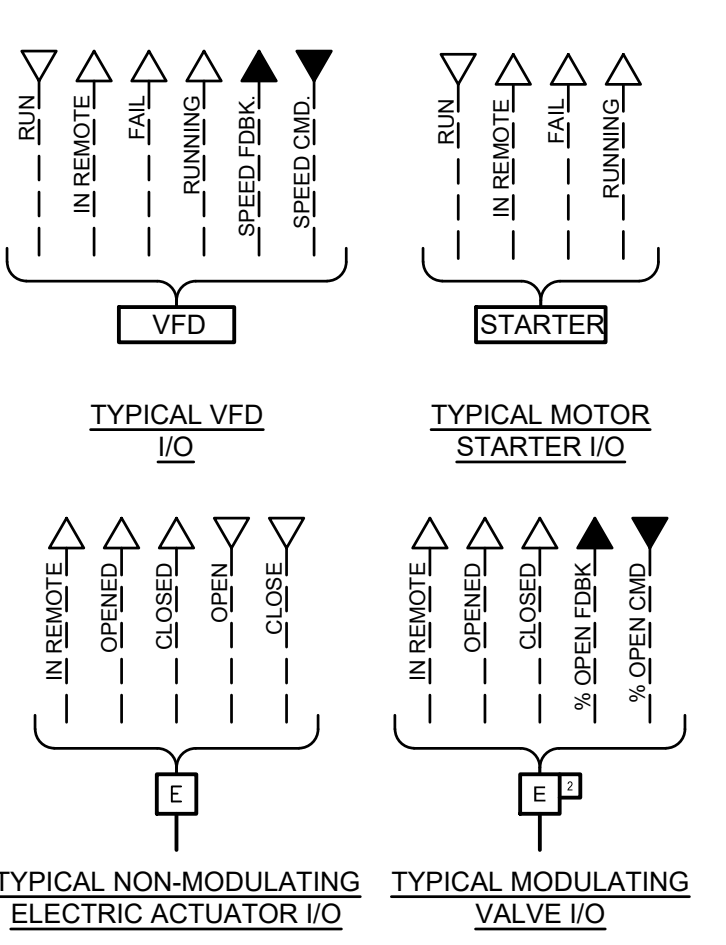 RUN
IN REMOTE
FAIL
RUNNING
SPEED FDBK.
SPEED CMD.
VFD
TYPICAL VFD
I/O
RUN
IN REMOTE
FAIL
RUNNING
STARTER
TYPICAL MOTOR
STARTER I/O
IN REMOTE
OPENED
CLOSED
OPEN
CLOSE
E
TYPICAL NON-MODULATING
ELECTRIC ACTUATOR I/O
IN REMOTE
OPENED
CLOSED
% OPEN FDBK
% OPEN CMD
E
2
TYPICAL MODULATING
VALVE I/O